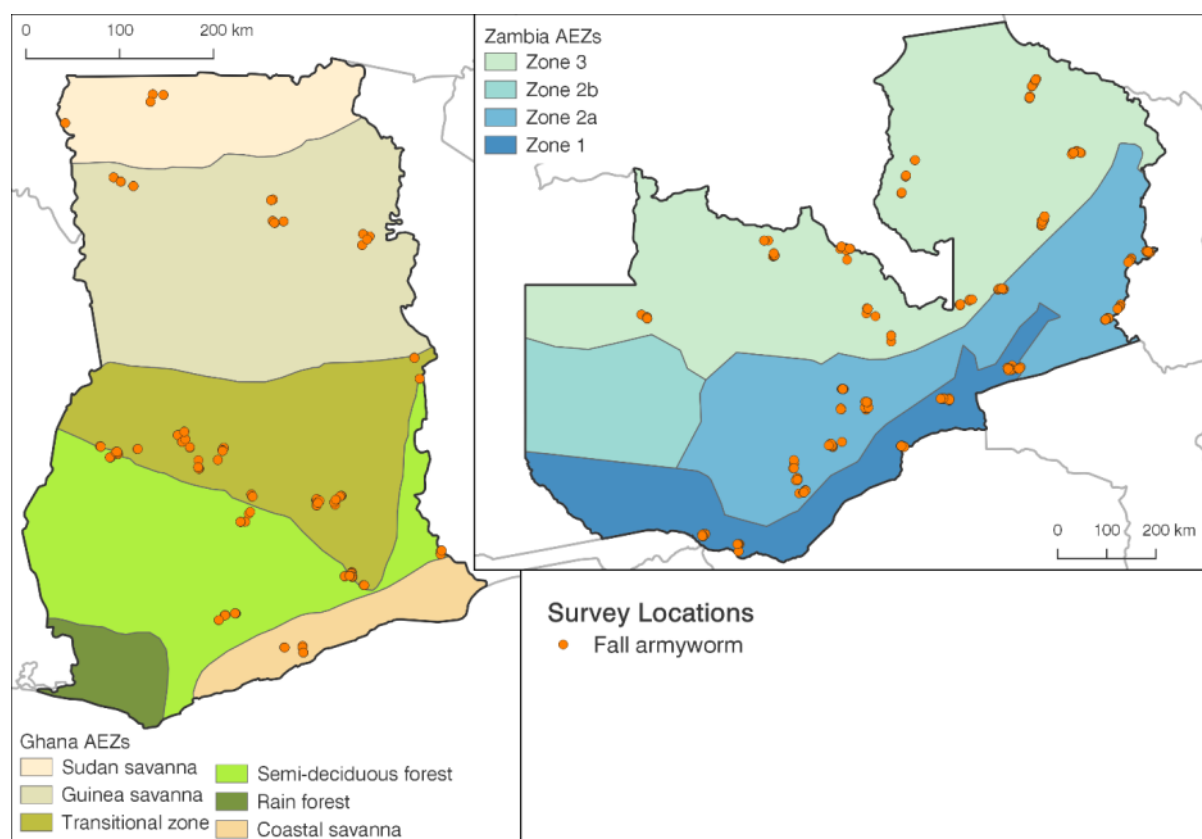 0 100 200 km
Zambia AEZs
Zone 3
Zone 2b
Zone 2a
Zone 1
0 100 200 km
Survey Locations
Fall armyworm
Ghana AEZs
Sudan savanna
Guinea savanna
Transitional zone
Semi-deciduous forest
Rain forest
Coastal savanna